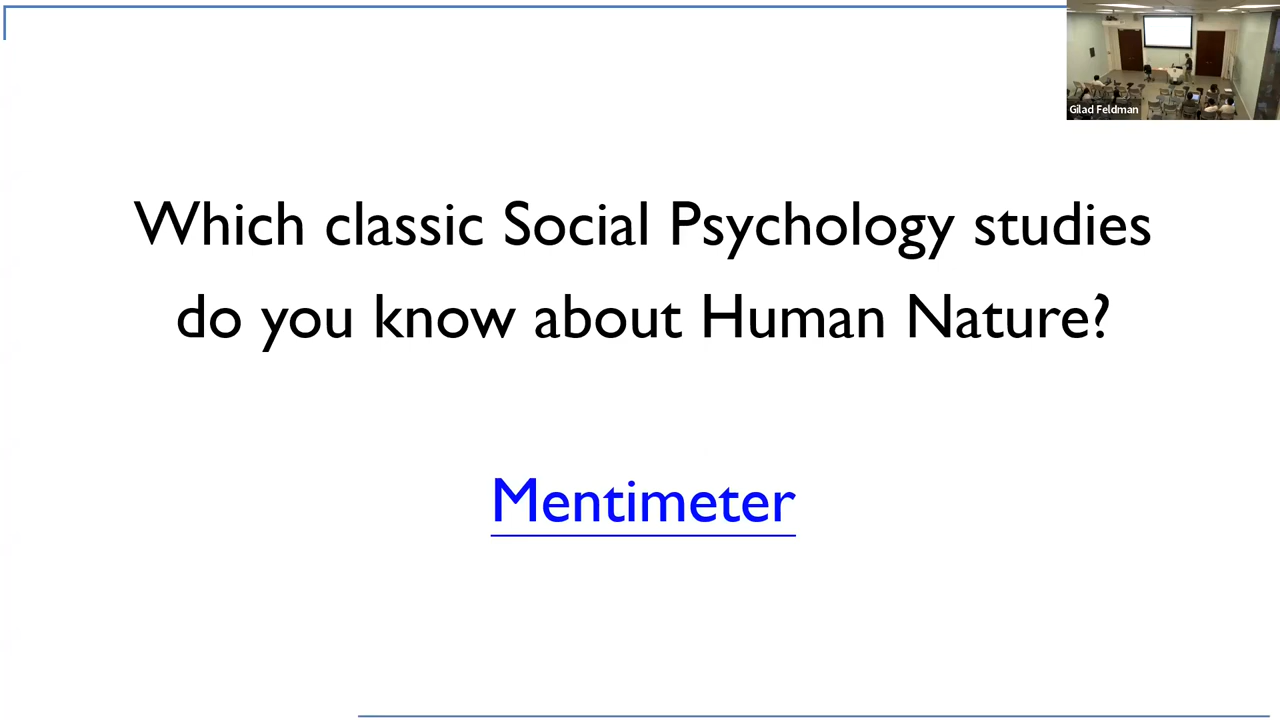 Gilad Feldman
Which classic Social Psychology studies
do you know about Human Nature?
Mentimeter